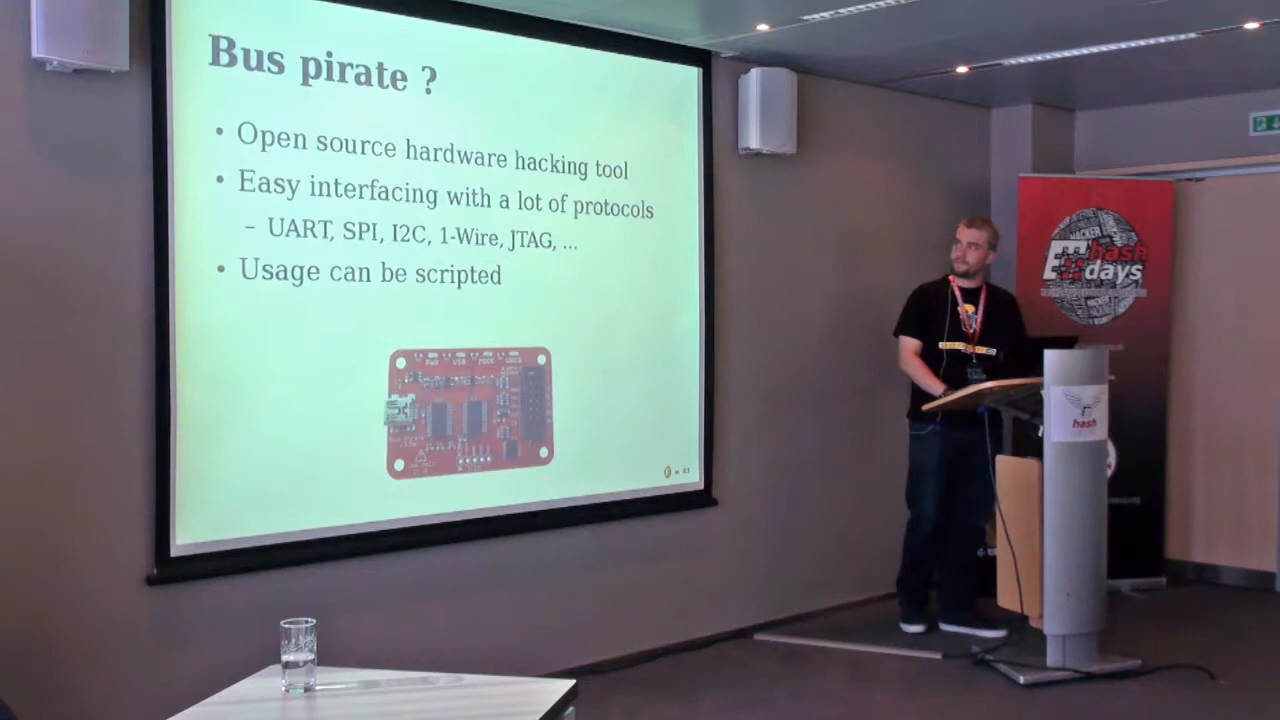 Bus pirate ?
• Open source hardware hacking tool
• Easy interfacing with a lot of protocols
– UART, SPI, I2C, 1-Wire, JTAG, ...
• Usage can be scripted
HACKER
hash
days
hash